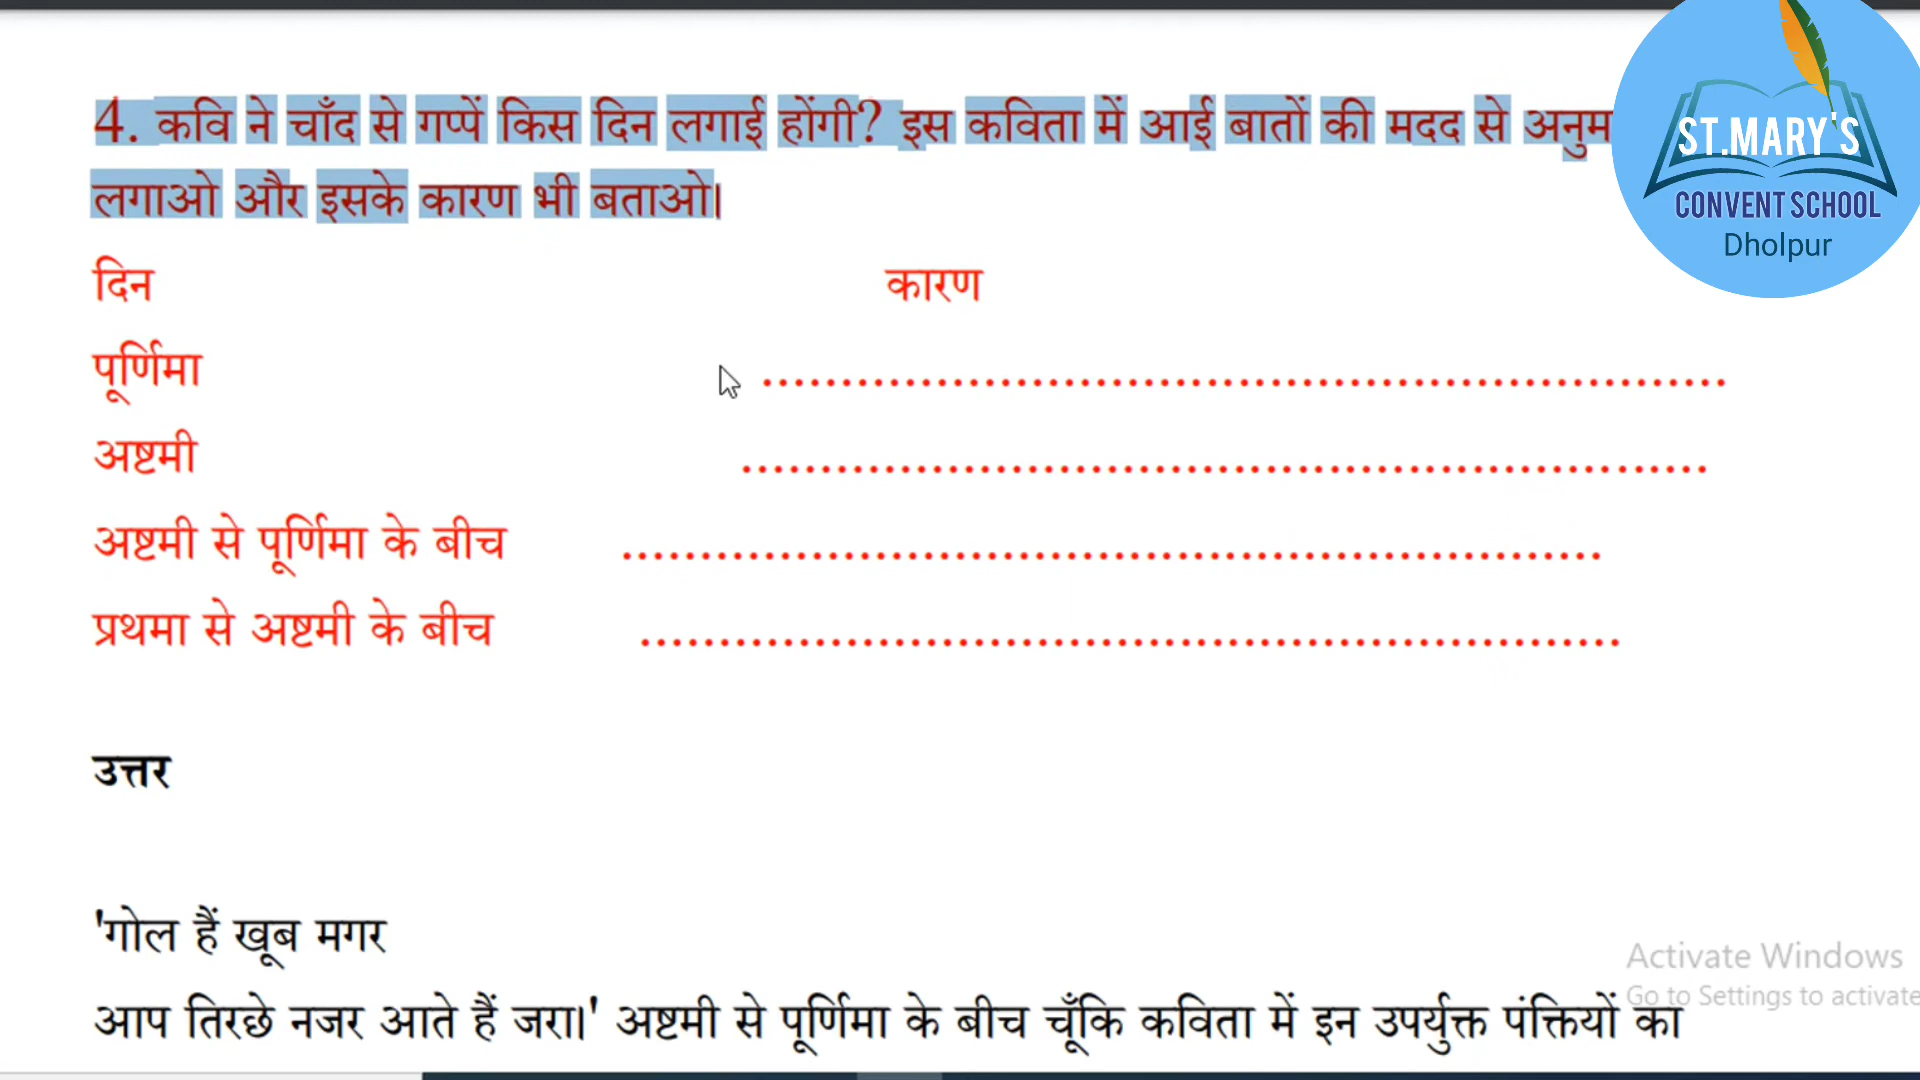 4. कवि ने चाँद से गप्पें किस दिन लगाई होंगी? इस कविता में आई बातों की मदद से अनुम
लगाओ और इसके कारण भी बताओ।
ST.MARY'S
CONVENT SCHOOL
Dholpur
दिन कारण
पूर्णिमा ..............................................................
अष्टमी ..............................................................
अष्टमी से पूर्णिमा के बीच ...............................................................
प्रथमा से अष्टमी के बीच ...............................................................
उत्तर
'गोल हैं खूब मगर
आप तिरछे नजर आते हैं जरा।' अष्टमी से पूर्णिमा के बीच चूँकि कविता में इन उपर्युक्त पंक्तियों का
Activate Windows
Go to Settings to activate